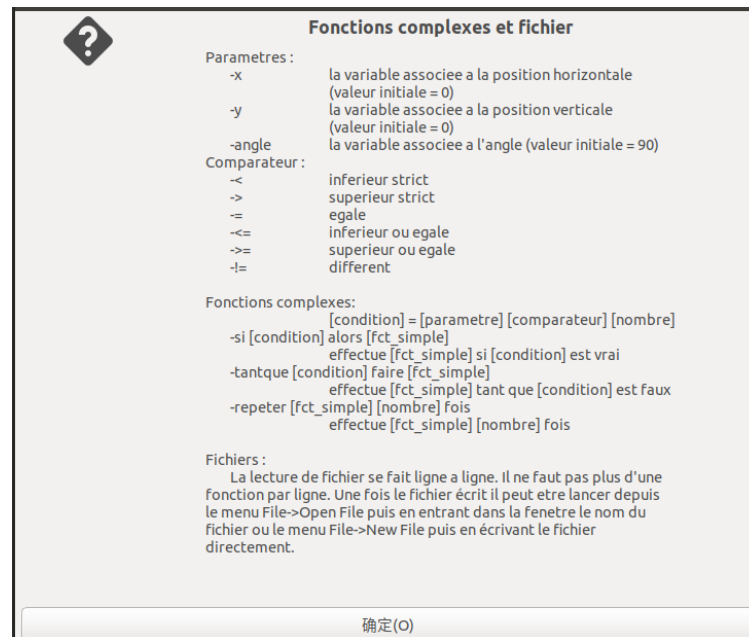 Fonctions complexes et fichier
Parametres :
-x la variable associee a la position horizontale
(valeur initiale = 0)
-y la variable associee a la position verticale
(valeur initiale = 0)
-angle la variable associee a l'angle (valeur initiale = 90)
Comparateur :
-< inferieur strict
-> superieur strict
-= egale
-<= inferieur ou egale
->= superieur ou egale
-!= different
Fonctions complexes:
[condition] = [parametre] [comparateur] [nombre]
-si [condition] alors [fct_simple]
effectue [fct_simple] si [condition] est vrai
-tantque [condition] faire [fct_simple]
effectue [fct_simple] tant que [condition] est faux
-repeter [fct_simple] [nombre] fois
effectue [fct_simple] [nombre] fois
Fichiers :
La lecture de fichier se fait ligne a ligne. Il ne faut pas plus d'une
fonction par ligne. Une fois le fichier écrit il peut etre lancer depuis
le menu File->Open File puis en entrant dans la fenetre le nom du
fichier ou le menu File->New File puis en écrivant le fichier
directement.
确定(O)